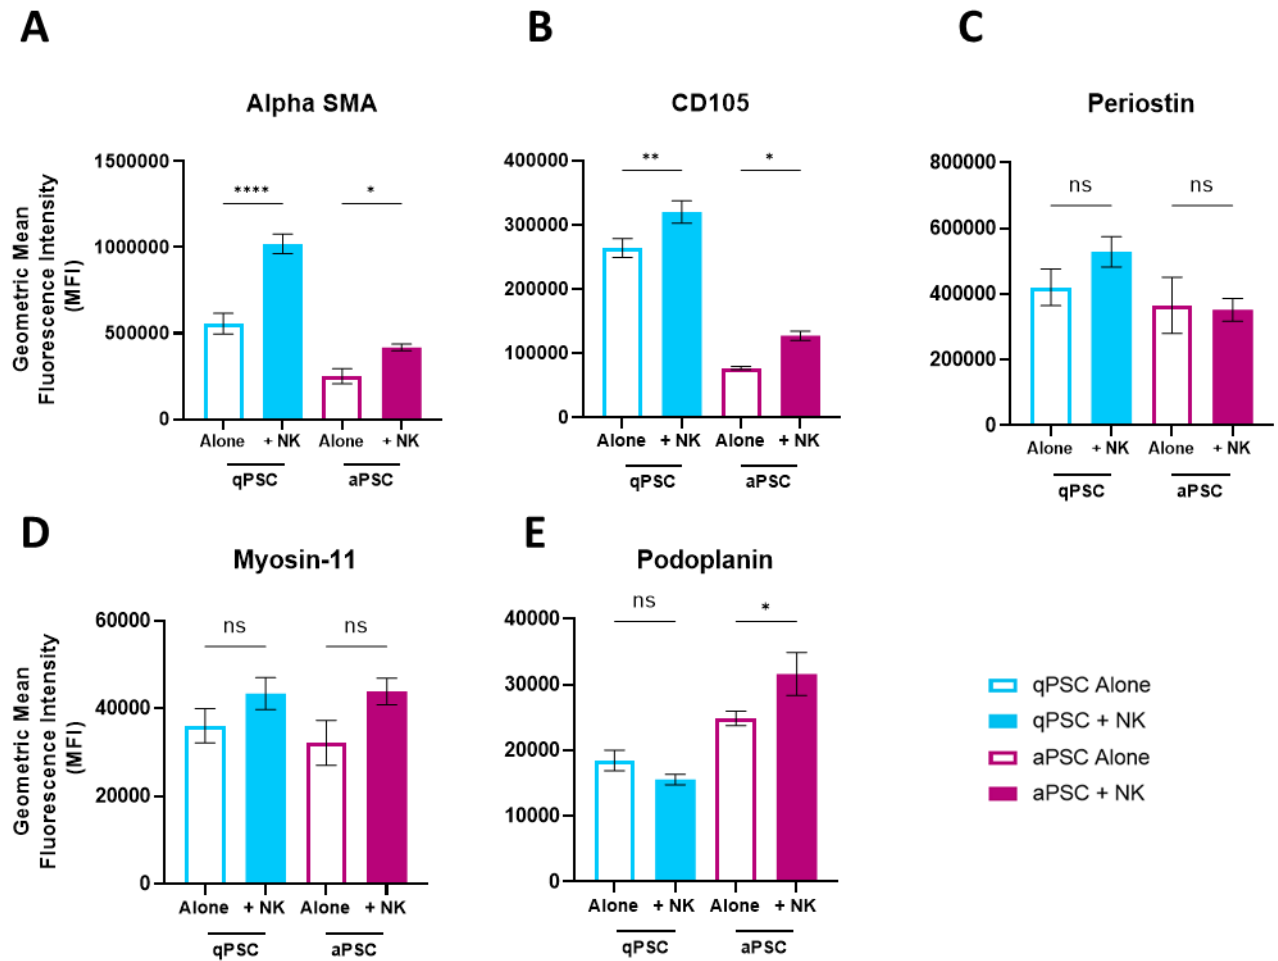 A
B
C
Alpha SMA
CD105
Periostin
Geometric Mean
Fluorescence Intensity
(MFI)
1500000
1000000
500000
0
****
*
Alone + NK Alone + NK
qPSC aPSC
400000
300000
200000
100000
0
**
*
Alone + NK Alone + NK
qPSC aPSC
800000
600000
400000
200000
0
ns
ns
Alone + NK Alone + NK
qPSC aPSC
D
E
Myosin-11
Podoplanin
Geometric Mean
Fluorescence Intensity
(MFI)
60000
40000
20000
0
ns
ns
Alone + NK Alone + NK
qPSC aPSC
40000
30000
20000
10000
0
ns
*
Alone + NK Alone + NK
qPSC aPSC
qPSC Alone
qPSC + NK
aPSC Alone
aPSC + NK